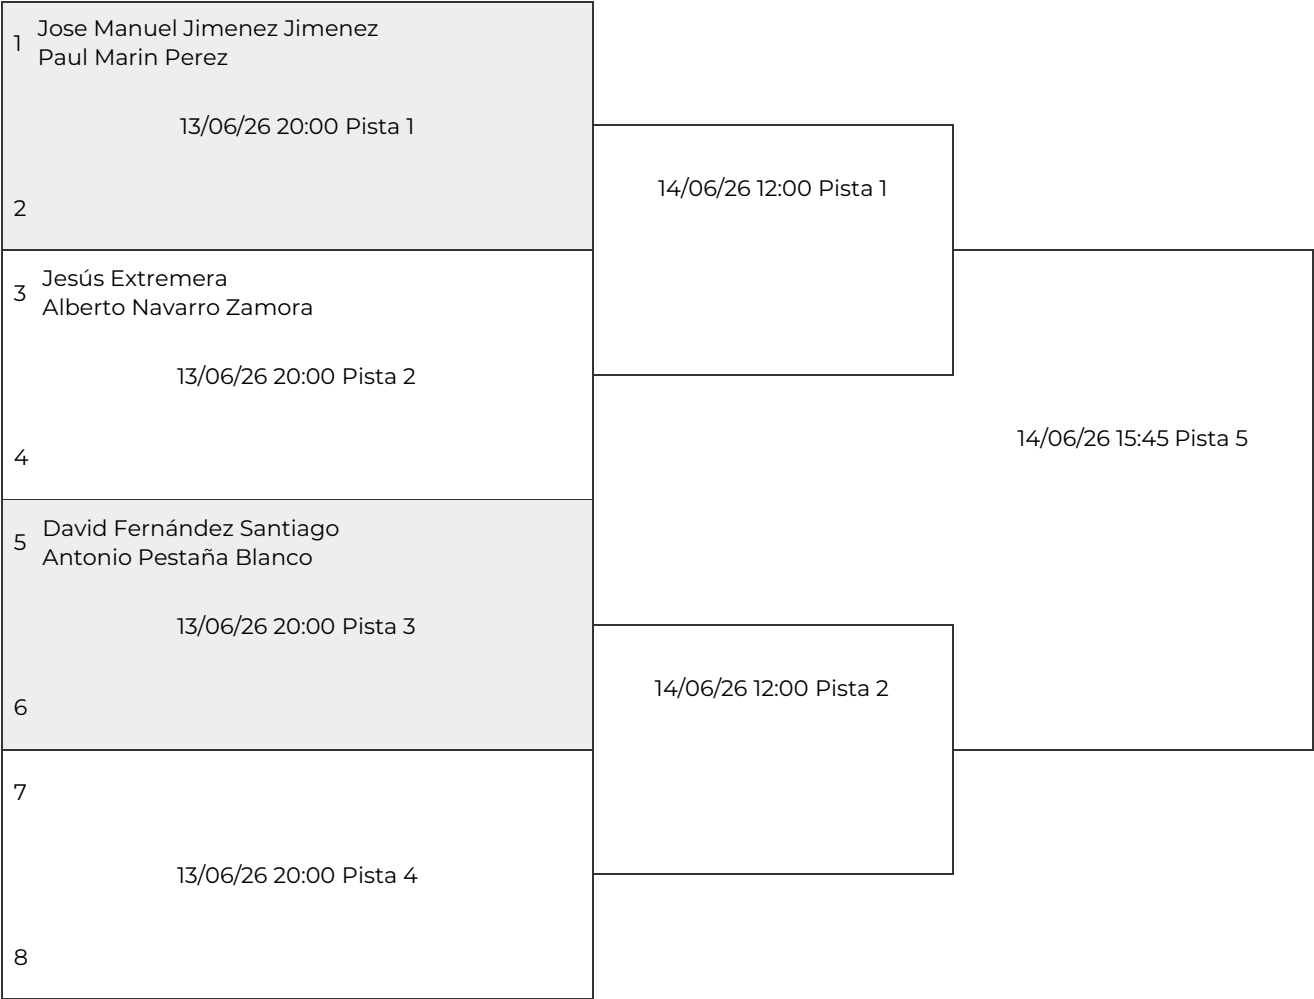 1
Jose Manuel Jimenez Jimenez
Paul Marin Perez
13/06/26 20:00 Pista 1
2
14/06/26 12:00 Pista 1
3
Jesús Extremera
Alberto Navarro Zamora
13/06/26 20:00 Pista 2
4
14/06/26 15:45 Pista 5
5
David Fernández Santiago
Antonio Pestaña Blanco
13/06/26 20:00 Pista 3
6
14/06/26 12:00 Pista 2
7
13/06/26 20:00 Pista 4
8